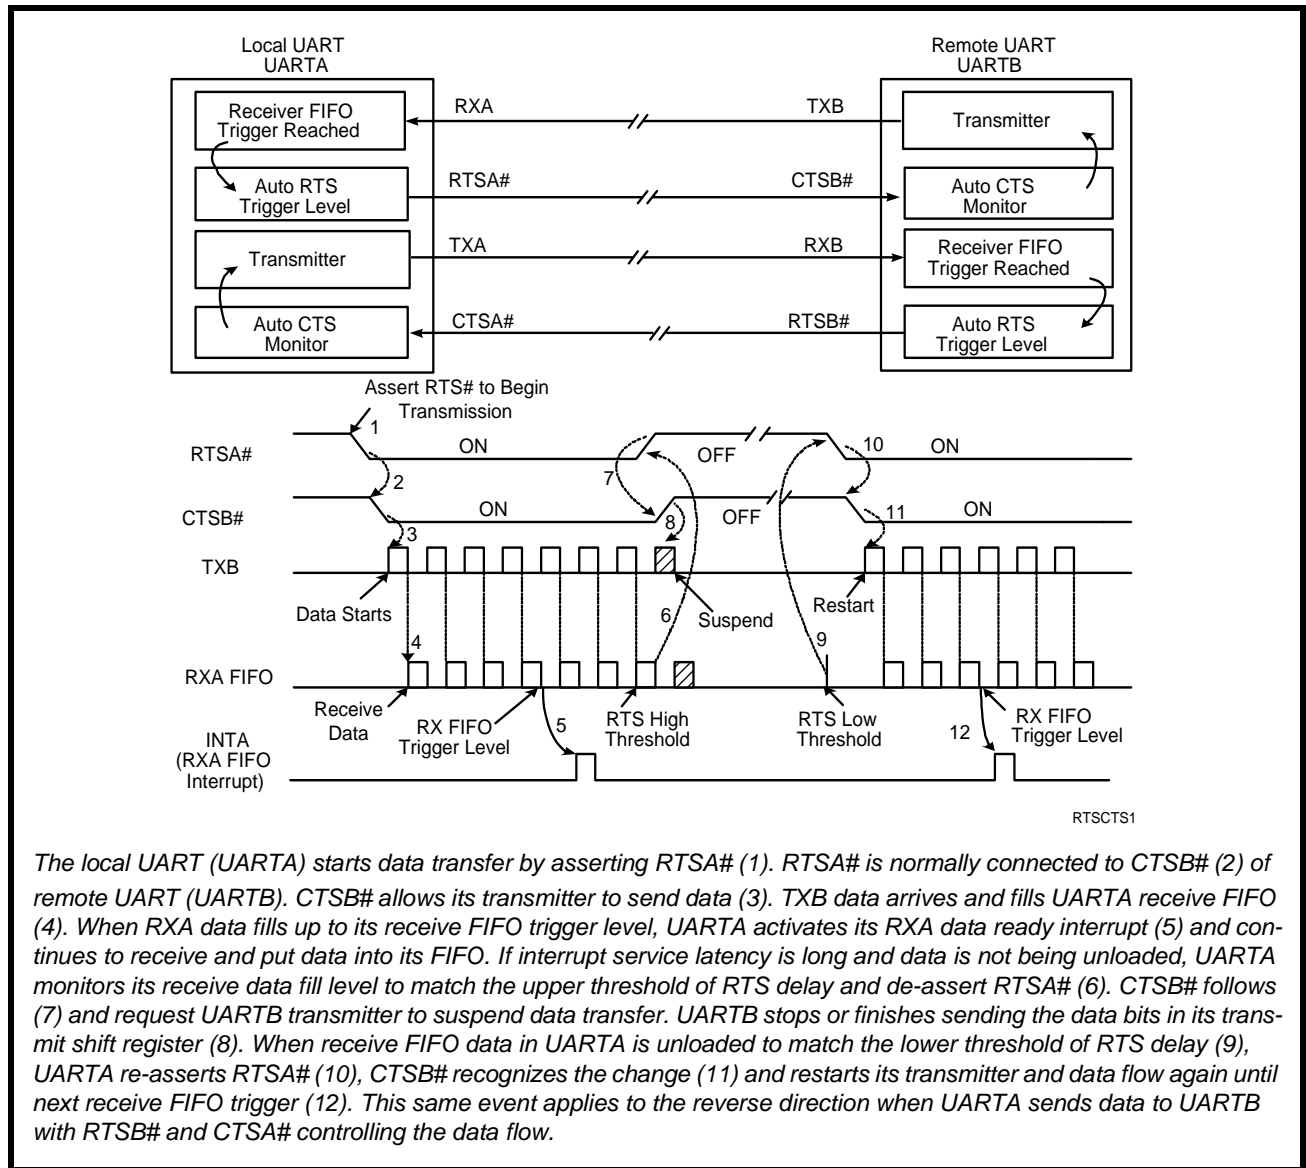 Local UART
UARTA
Remote UART
UARTB
Receiver FIFO
Trigger Reached
RXA
TXB
Transmitter
Auto RTS
Trigger Level
RTSA#
CTSB#
Auto CTS
Monitor
Transmitter
TXA
RXB
Receiver FIFO
Trigger Reached
Auto CTS
Monitor
CTSA#
RTSB#
Auto RTS
Trigger Level
Assert RTS# to Begin
Transmission
1
RTSA#
ON
OFF
10
ON
2
7
CTSB#
ON
8
OFF
11
ON
3
TXB
Data Starts
6
Suspend
Restart
4
9
RXA FIFO
Receive
Data
RX FIFO
Trigger Level
5
RTS High
Threshold
RTS Low
Threshold
12
RX FIFO
Trigger Level
INTA
(RXA FIFO
Interrupt)
RTSCTS1
The local UART (UARTA) starts data transfer by asserting RTSA# (1). RTSA# is normally connected to CTSB# (2) of
remote UART (UARTB). CTSB# allows its transmitter to send data (3). TXB data arrives and fills UARTA receive FIFO
(4). When RXA data fills up to its receive FIFO trigger level, UARTA activates its RXA data ready interrupt (5) and con-
tinues to receive and put data into its FIFO. If interrupt service latency is long and data is not being unloaded, UARTA
monitors its receive data fill level to match the upper threshold of RTS delay and de-assert RTSA# (6). CTSB# follows
(7) and request UARTB transmitter to suspend data transfer. UARTB stops or finishes sending the data bits in its trans-
mit shift register (8). When receive FIFO data in UARTA is unloaded to match the lower threshold of RTS delay (9),
UARTA re-asserts RTSA# (10), CTSB# recognizes the change (11) and restarts its transmitter and data flow again until
next receive FIFO trigger (12). This same event applies to the reverse direction when UARTA sends data to UARTB
with RTSB# and CTSA# controlling the data flow.